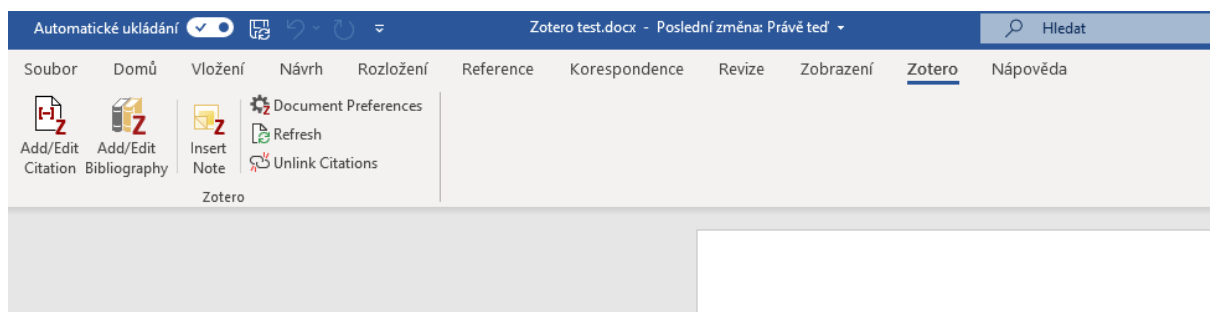 Automatické ukládání Zotero test.docx - Poslední změna: Právě teď Hledat
Soubor Domů Vložení Návrh Rozložení Reference Korespondence Revize Zobrazení Zotero Nápověda
Add/Edit Citation
Add/Edit Bibliography
Insert Note
Document Preferences
Refresh
Unlink Citations
Zotero